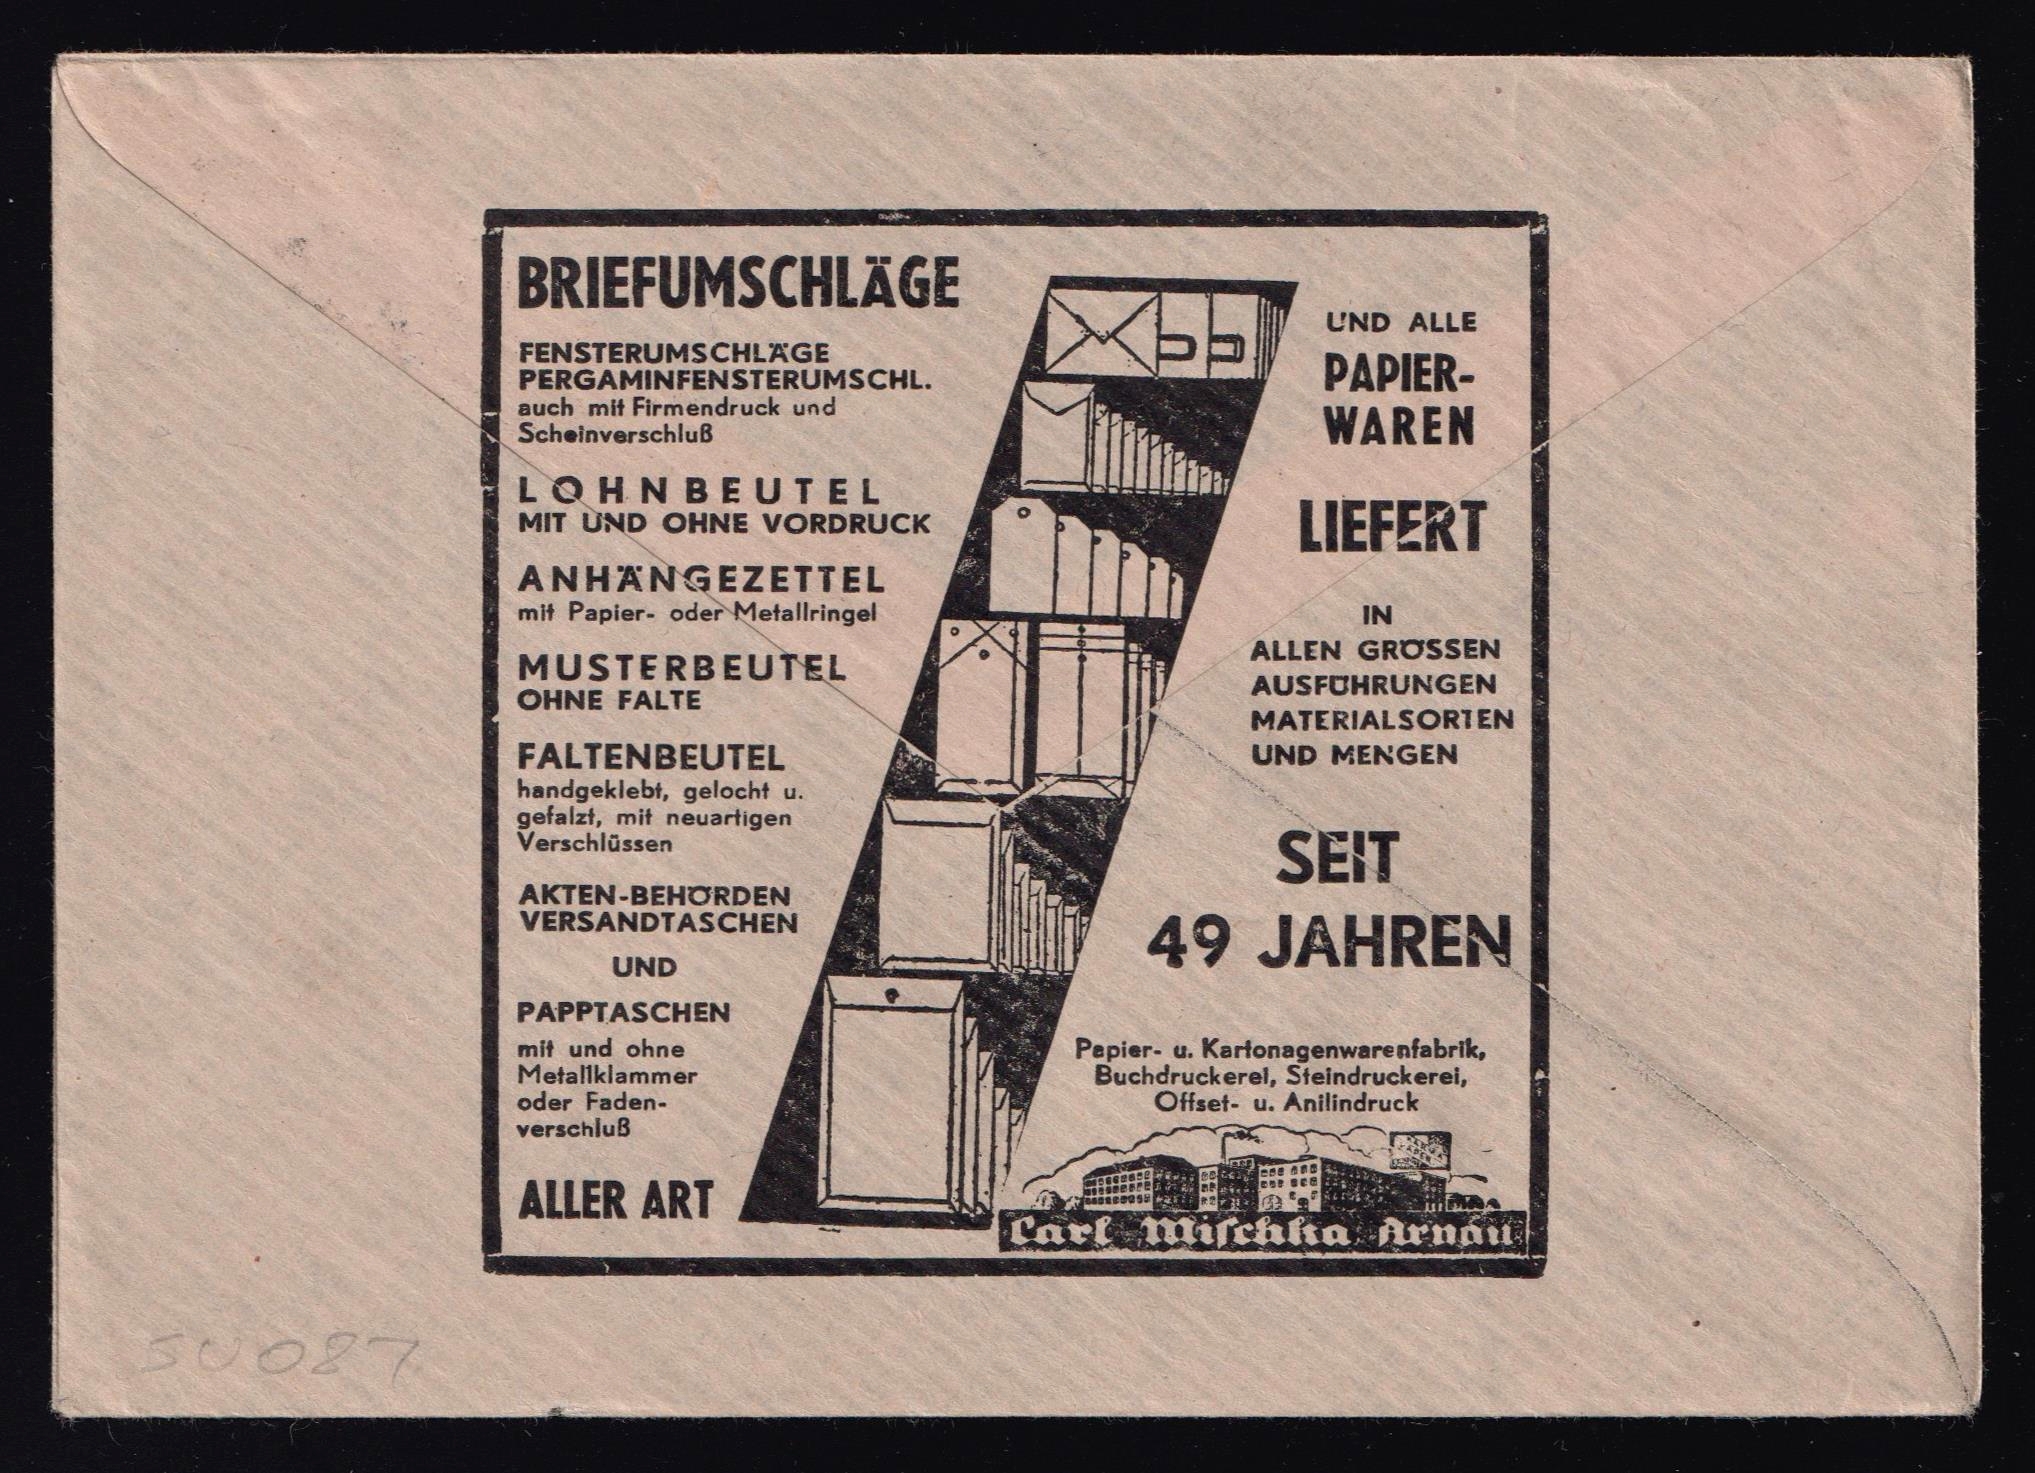 BRIEFUMSCHLÄGE
FENSTERUMSCHLÄGE
PERGAMINFENSTERUMSCHL.
auch mit Firmendruck und
Scheinverschluß
LOHNBEUTEL
MIT UND OHNE VORDRUCK
ANHÄNGEZETTEL
mit Papier- oder Metallringel
MUSTERBEUTEL
OHNE FALTE
FALTENBEUTEL
handgeklebt, gelocht u.
gefalzt, mit neuartigen
Verschlüssen
AKTEN-BEHÖRDEN
VERSANDTASCHEN
UND
PAPPTASCHEN
mit und ohne
Metallklammer
oder Faden-
verschluß
ALLER ART
UND ALLE
PAPIER-
WAREN
LIEFERT
IN
ALLEN GRÖSSEN
AUSFÜHRUNGEN
MATERIALSORTEN
UND MENGEN
SEIT
49 JAHREN
Papier- u. Kartonagenwarenfabrik,
Buchdruckerei, Steindruckerei,
Offset- u. Anilindruck
Carl Mischka Arnau
SU087